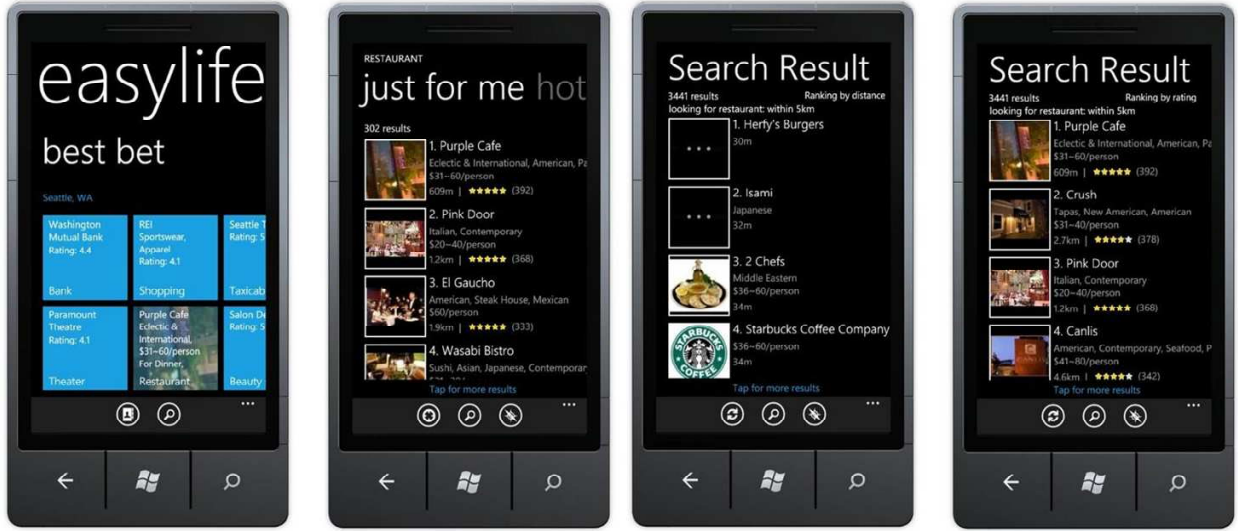 easylife
best bet
Seattle, WA
Washington
Mutual Bank
Rating: 4.4
Bank
REI
Sportswear,
Apparel
Rating: 4.1
Shopping
Seattle T
Rating: 5
Taxicab
Paramount
Theatre
Rating: 4.1
Theater
Purple Cafe
Eclectic &
International,
$31~60/person
For Dinner,
Restaurant
Salon De
Rating: 5
Beauty
RESTAURANT
just for me hot
302 results
1. Purple Cafe
Eclectic & International, American, Pa
$31~60/person
609m | ★★★★★ (392)
2. Pink Door
Italian, Contemporary
$20~40/person
1.2km | ★★★★★ (368)
3. El Gaucho
American, Steak House, Mexican
$60/person
1.9km | ★★★★★ (333)
4. Wasabi Bistro
Sushi, Asian, Japanese, Contemporar
Tap for more results
Search Result
3441 results Ranking by distance
looking for restaurant: within 5km
1. Herfy's Burgers
30m
2. Isami
Japanese
32m
3. 2 Chefs
Middle Eastern
$36~60/person
34m
4. Starbucks Coffee Company
$36~60/person
34m
STARBUCKS
COFFEE
Tap for more results
Search Result
3441 results Ranking by rating
looking for restaurant: within 5km
1. Purple Cafe
Eclectic & International, American, Pa
$31~60/person
609m | ★★★★★ (392)
2. Crush
Tapas, New American, American
$31~40/person
2.7km | ★★★★★ (378)
3. Pink Door
Italian, Contemporary
$20~40/person
1.2km | ★★★★★ (368)
4. Canlis
American, Contemporary, Seafood, P
$41~80/person
4.6km | ★★★★★ (342)
Tap for more results